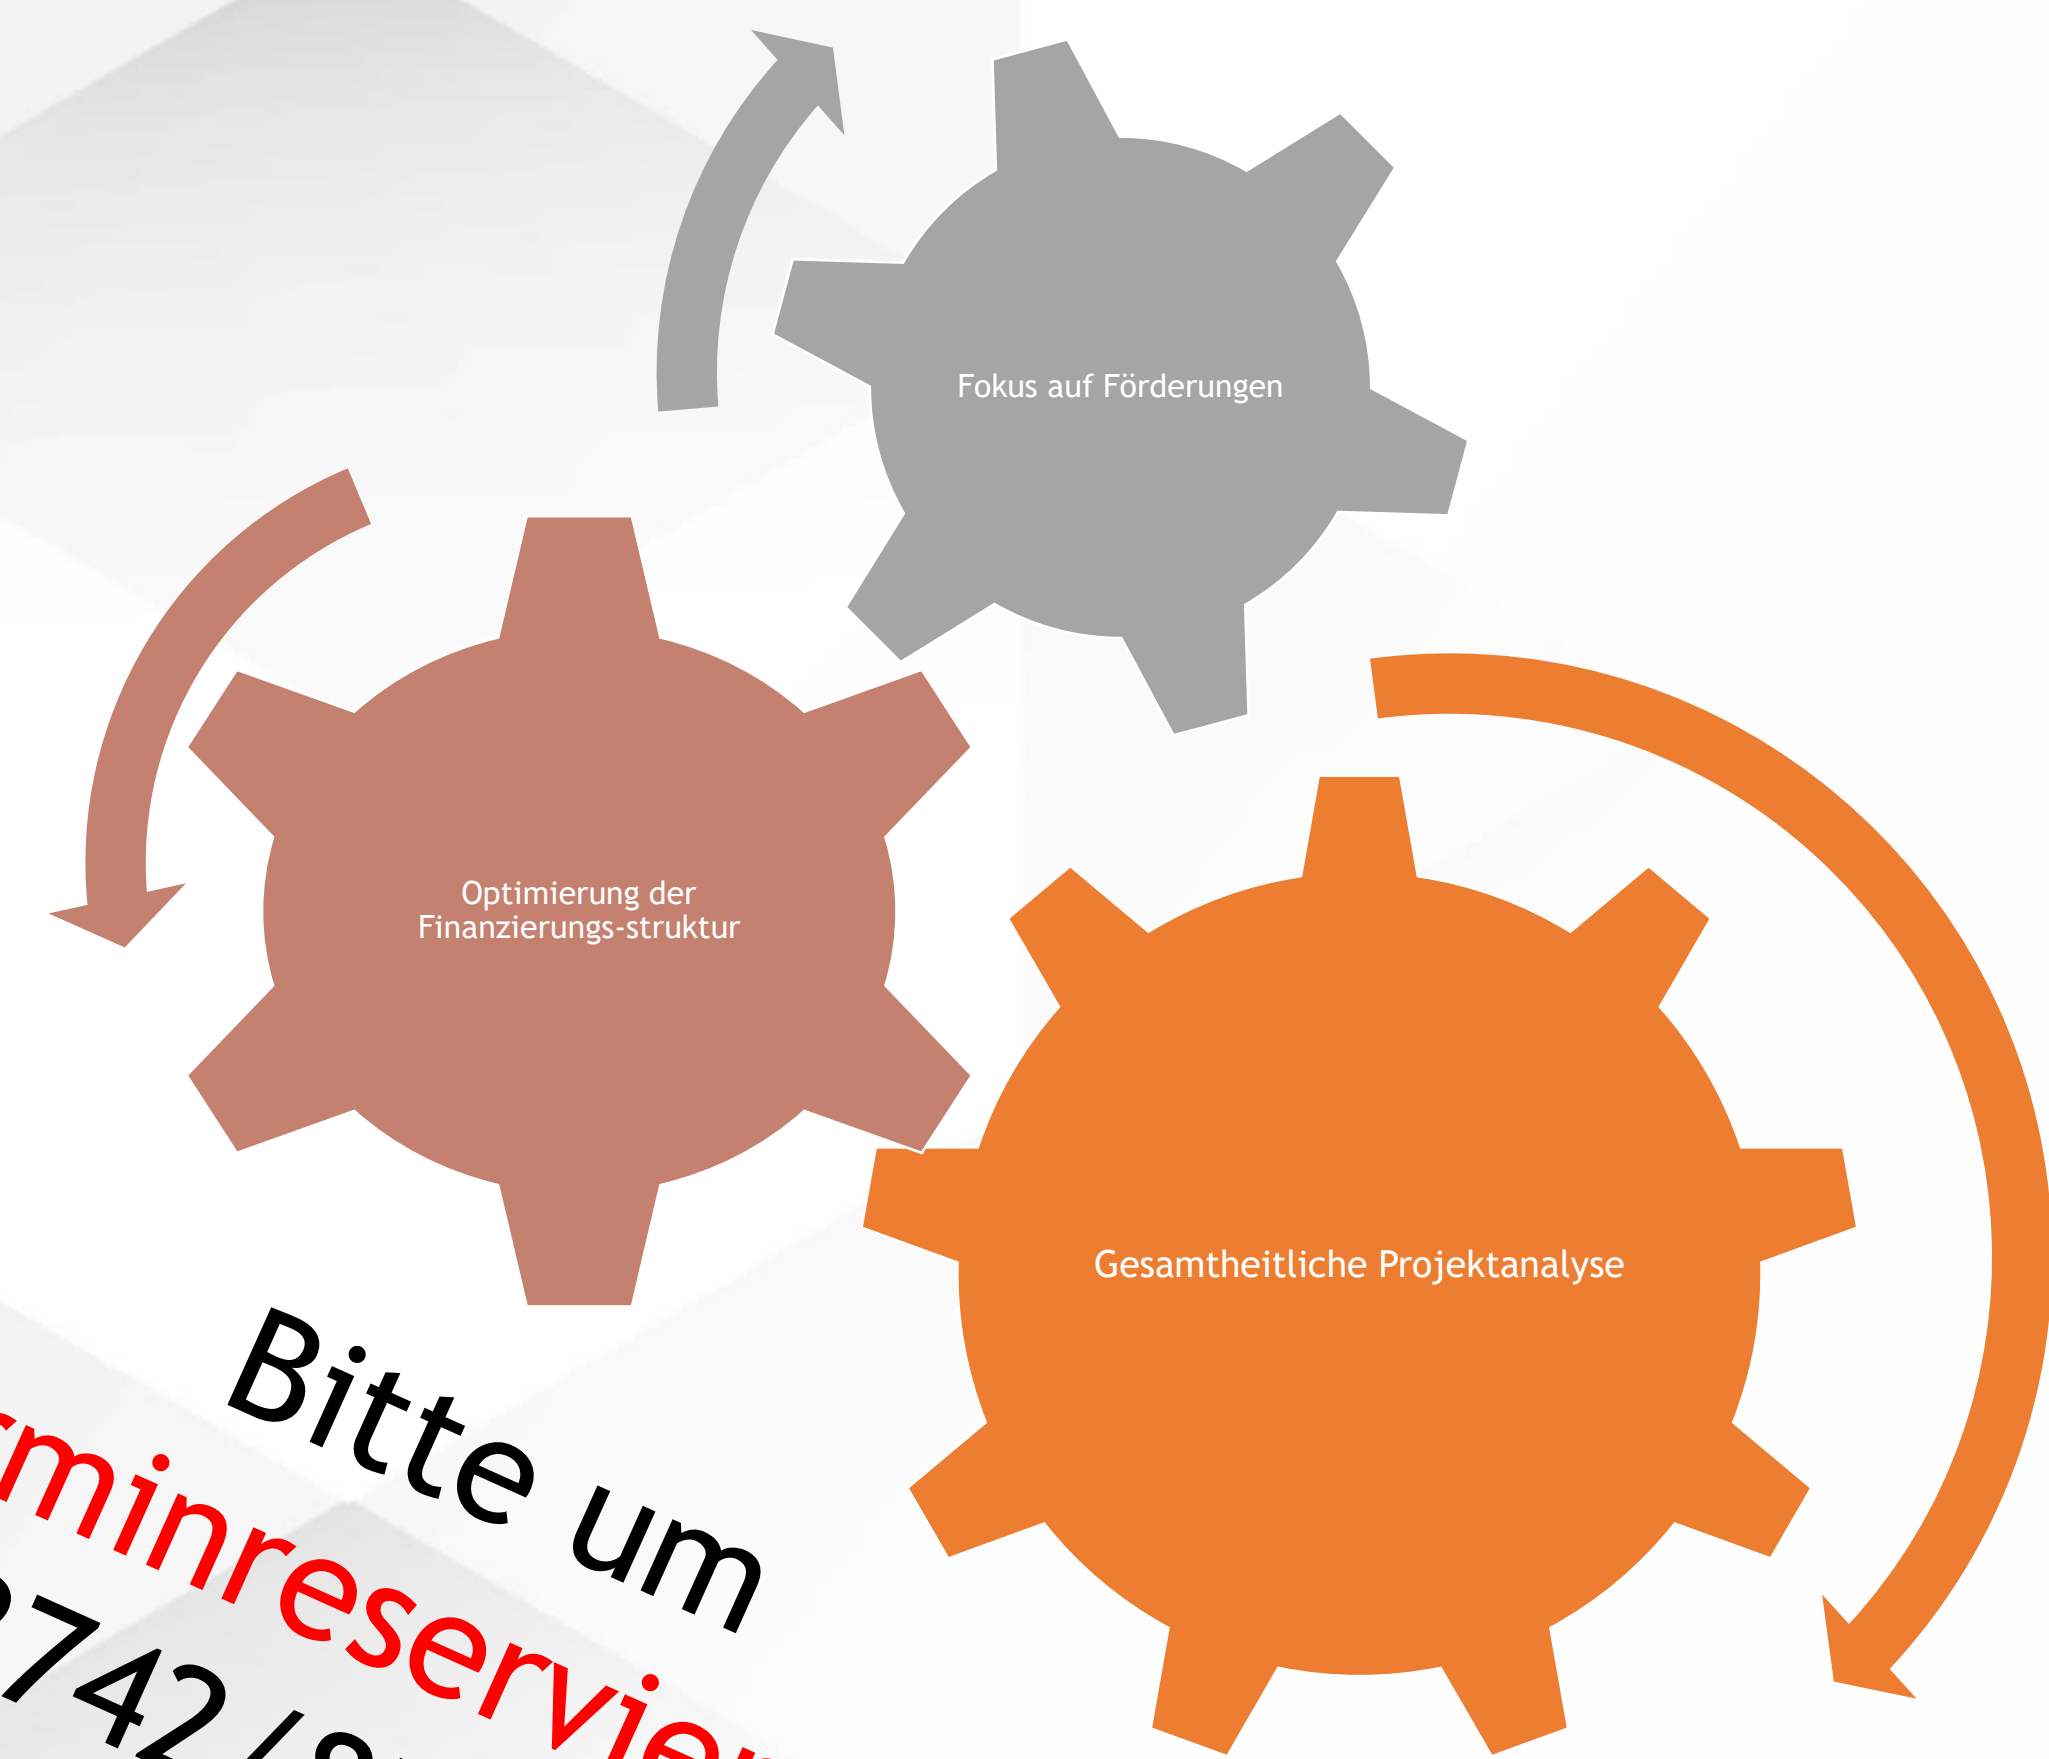 Fokus auf Förderungen
Optimierung der
Finanzierungs-struktur
Gesamtheitliche Projektanalyse
Bitte um